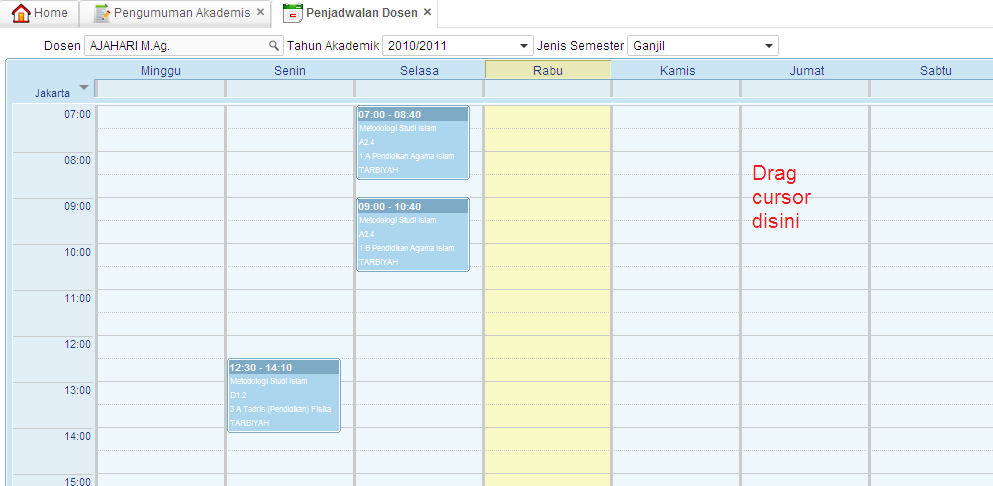 Home Pengumuman Akademis × Penjadwalan Dosen ×
Dosen AJAHARI M.Ag. Tahun Akademik 2010/2011 Jenis Semester Ganjil
Minggu Senin Selasa Rabu Kamis Jumat Sabtu
Jakarta
07:00
08:00
09:00
10:00
11:00
12:00
13:00
14:00
15:00
12:30 - 14:10
Metodologi Studi Islam
D1.2
3 A Tadris (Pendidikan) Fisika
TARBIYAH
07:00 - 08:40
Metodologi Studi Islam
A2.4
1 A Pendidikan Agama Islam
TARBIYAH
09:00 - 10:40
Metodologi Studi Islam
A2.4
1 B Pendidikan Agama Islam
TARBIYAH
Drag
cursor
disini